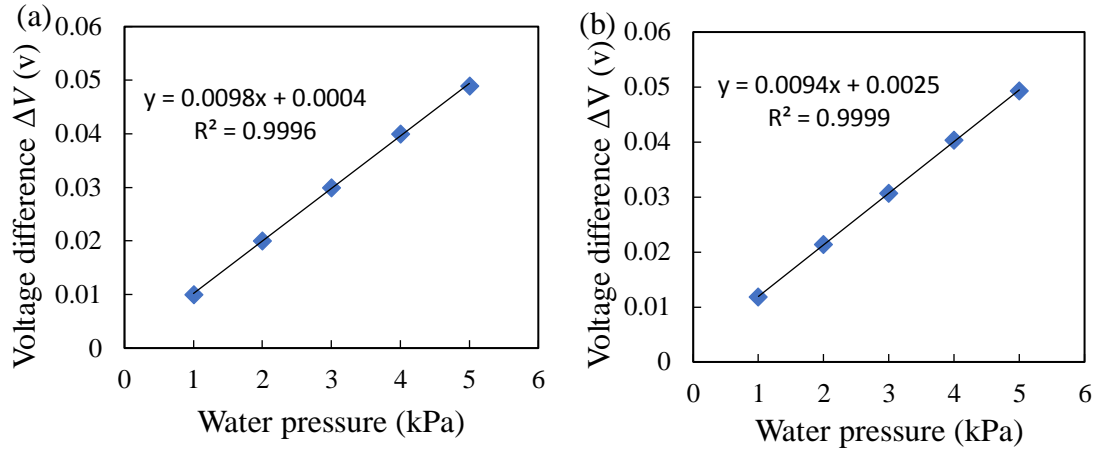 (a)
0.06
0.05
0.04
0.03
0.02
0.01
0
Voltage difference ΔV (v)
y = 0.0098x + 0.0004
R² = 0.9996
0 1 2 3 4 5 6
Water pressure (kPa)
(b)
0.06
0.05
0.04
0.03
0.02
0.01
0
Voltage difference ΔV (v)
y = 0.0094x + 0.0025
R² = 0.9999
0 1 2 3 4 5 6
Water pressure (kPa)